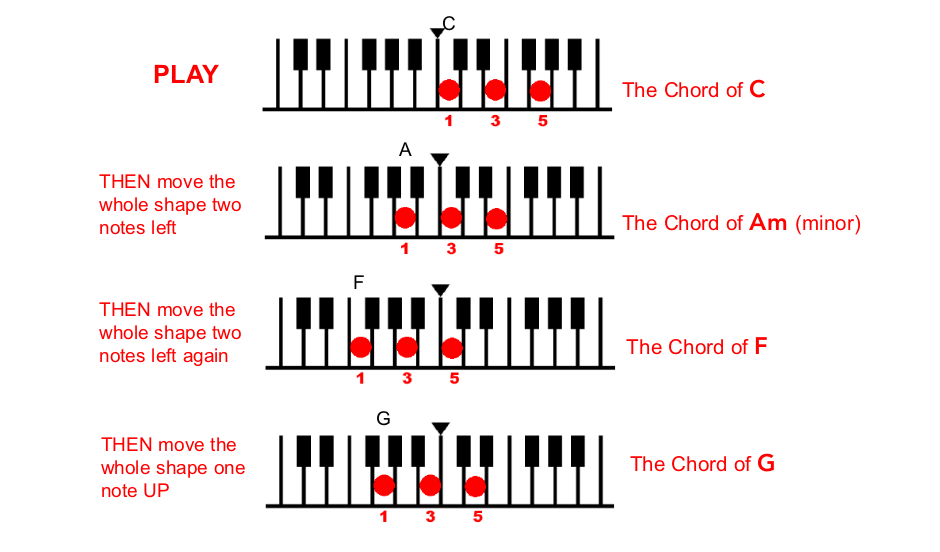 C
PLAY
The Chord of C
1 3 5
A
THEN move the
whole shape two
notes left
The Chord of Am (minor)
1 3 5
F
THEN move the
whole shape two
notes left again
The Chord of F
1 3 5
G
THEN move the
whole shape one
note UP
The Chord of G
1 3 5